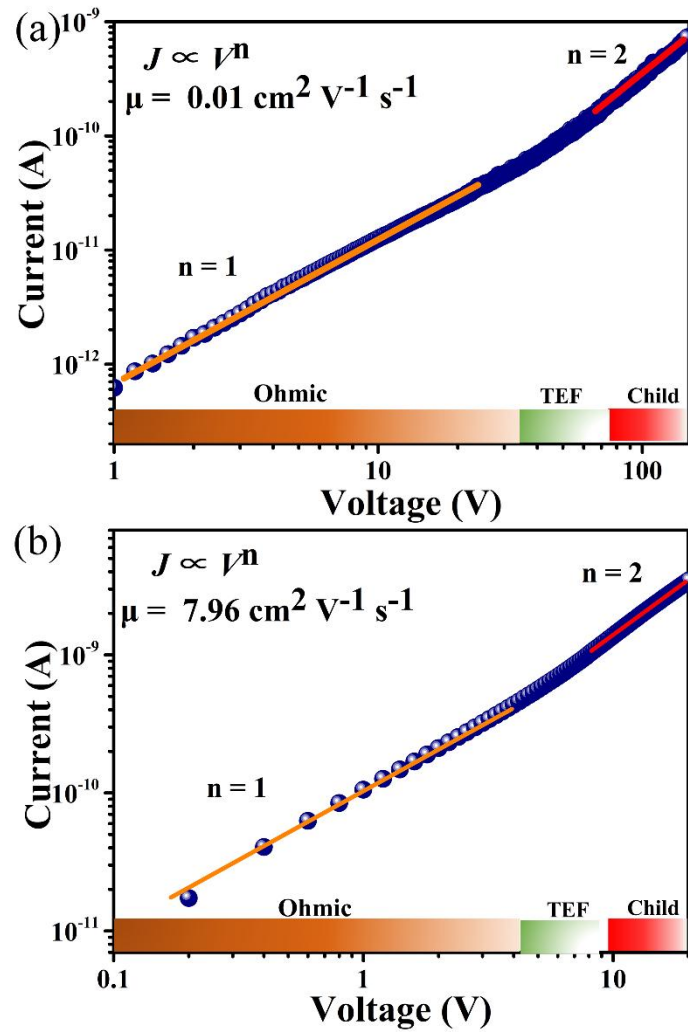 (a)
J ∝ Vⁿ
μ = 0.01 cm² V⁻¹ s⁻¹
n = 2
n = 1
10⁻⁹
10⁻¹⁰
10⁻¹¹
10⁻¹²
Current (A)
Ohmic
TEF
Child
1
10
100
Voltage (V)
(b)
J ∝ Vⁿ
μ = 7.96 cm² V⁻¹ s⁻¹
n = 2
n = 1
10⁻⁹
10⁻¹⁰
10⁻¹¹
Current (A)
Ohmic
TEF
Child
0.1
1
10
Voltage (V)